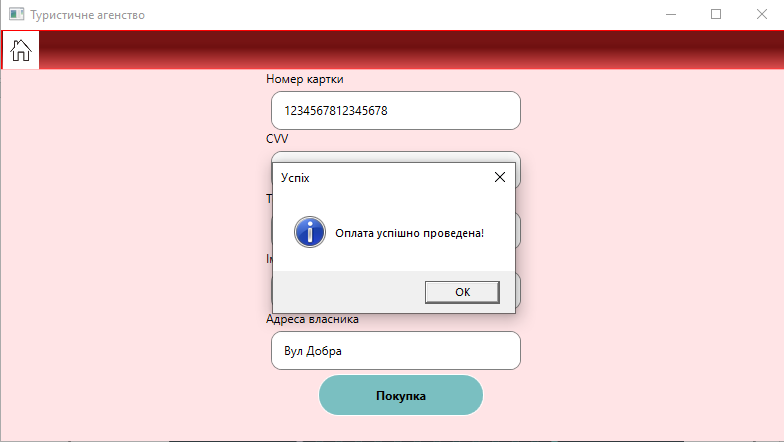 Туристичне агенство
Номер картки
1234567812345678
CVV
Успіх
Оплата успішно проведена!
OK
Адреса власника
Вул Добра
Покупка